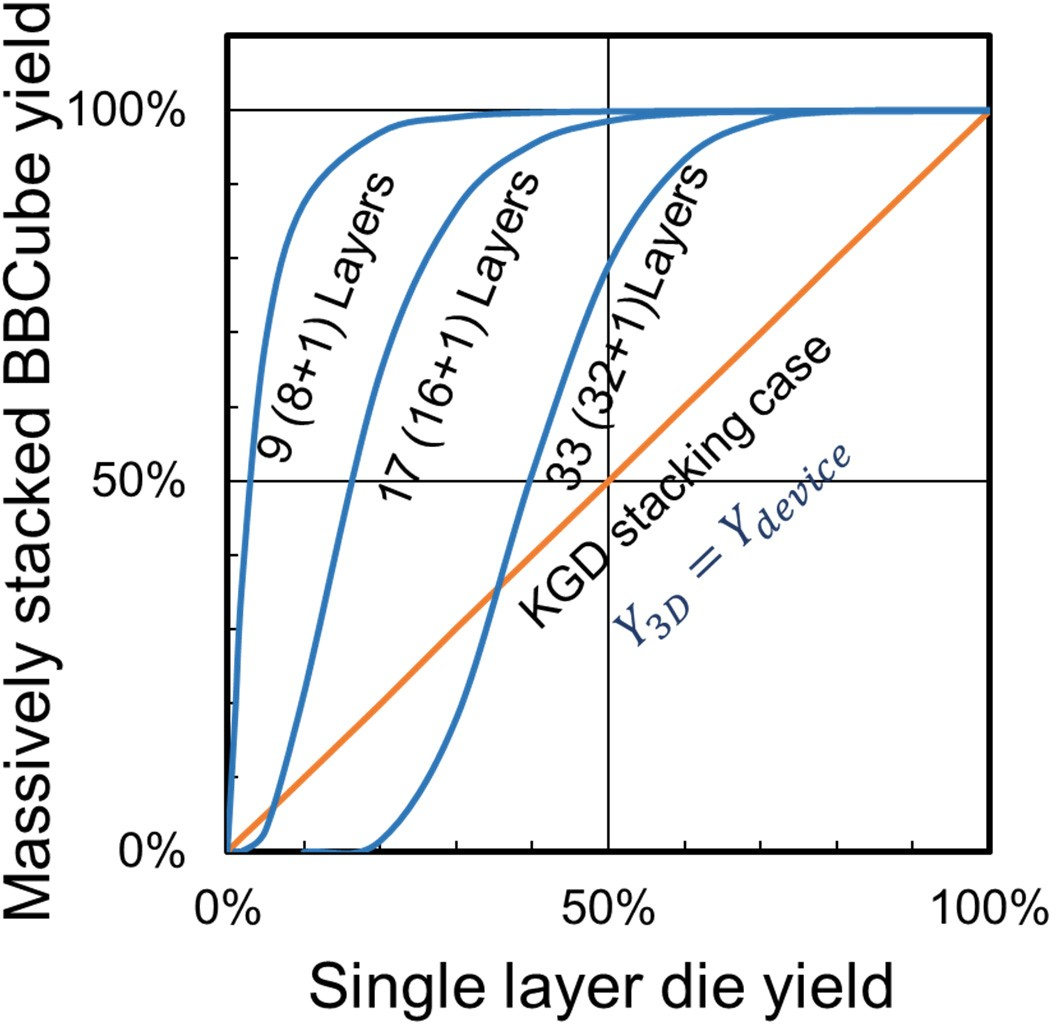 Massively stacked BBCube yield
100%
50%
0%
9 (8+1) Layers
17 (16+1) Layers
33 (32+1)Layers
KGD stacking case
Y3D = Ydevice
0%
50%
100%
Single layer die yield